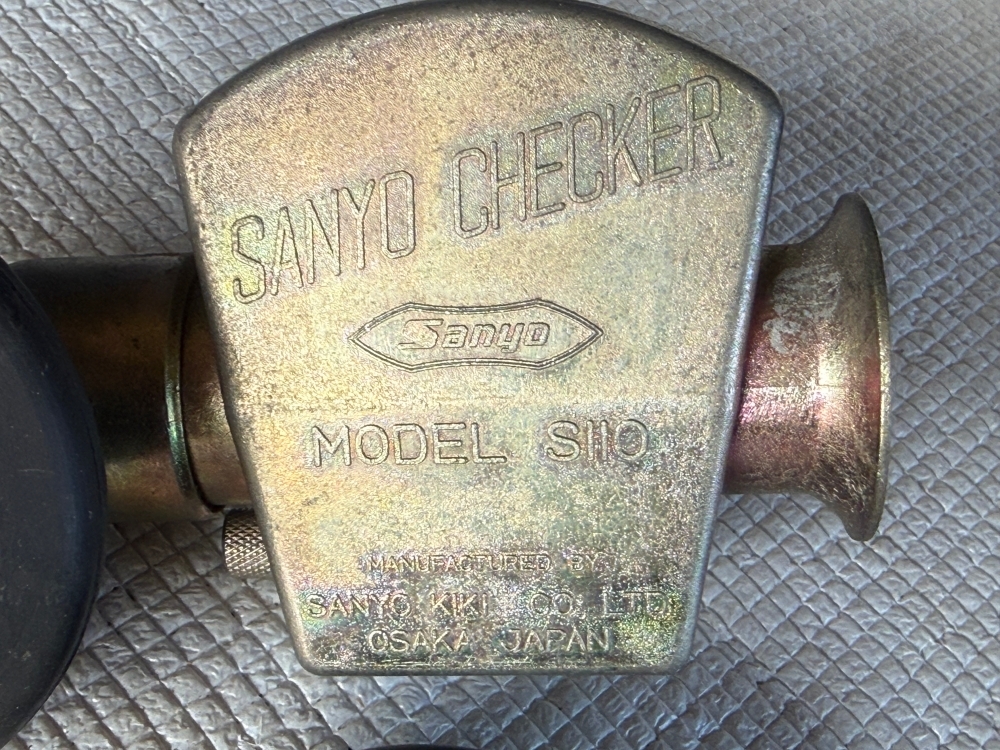 SANYO CHECKER
Sanyo
MODEL S110
MANUFACTURED BY
SANYO KIKI CO. LTD.
OSAKA JAPAN